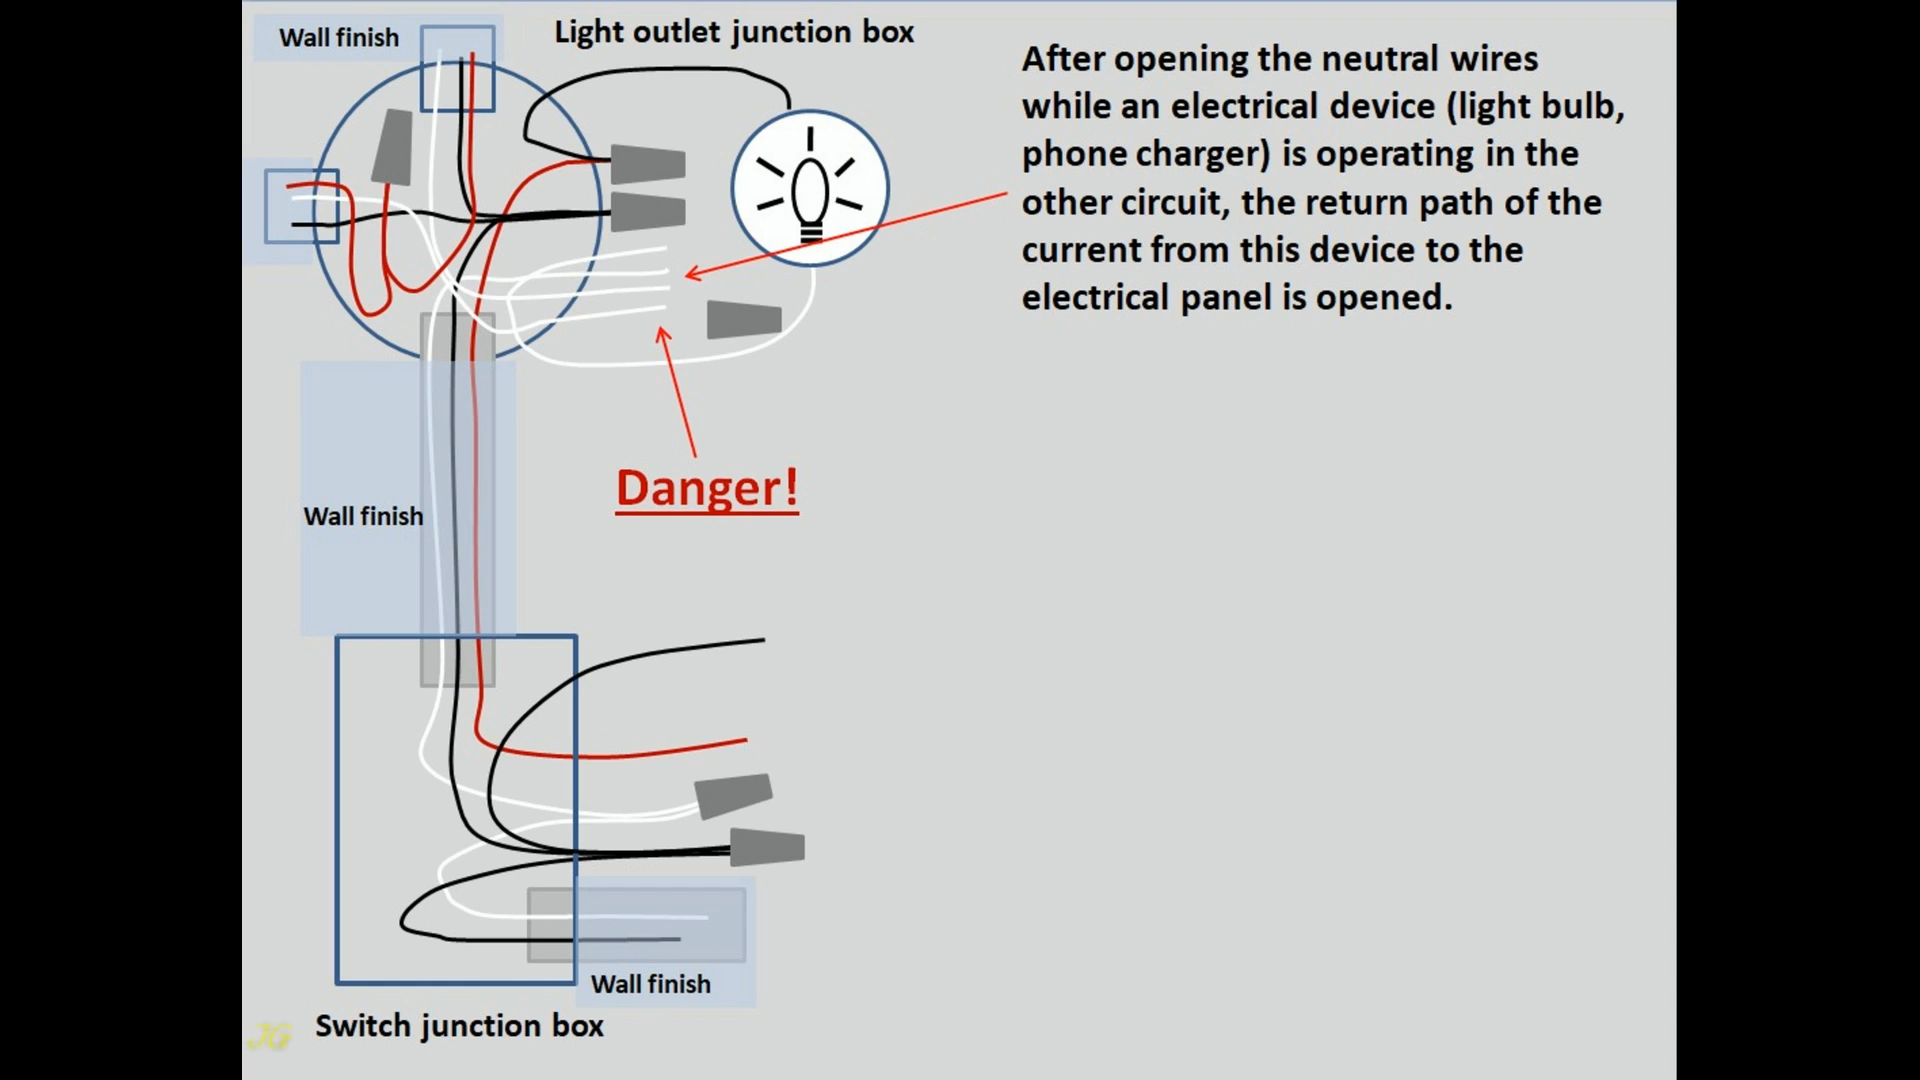 Wall finish
Light outlet junction box
After opening the neutral wires
while an electrical device (light bulb,
phone charger) is operating in the
other circuit, the return path of the
current from this device to the
electrical panel is opened.
Danger!
Wall finish
Wall finish
Switch junction box
JG